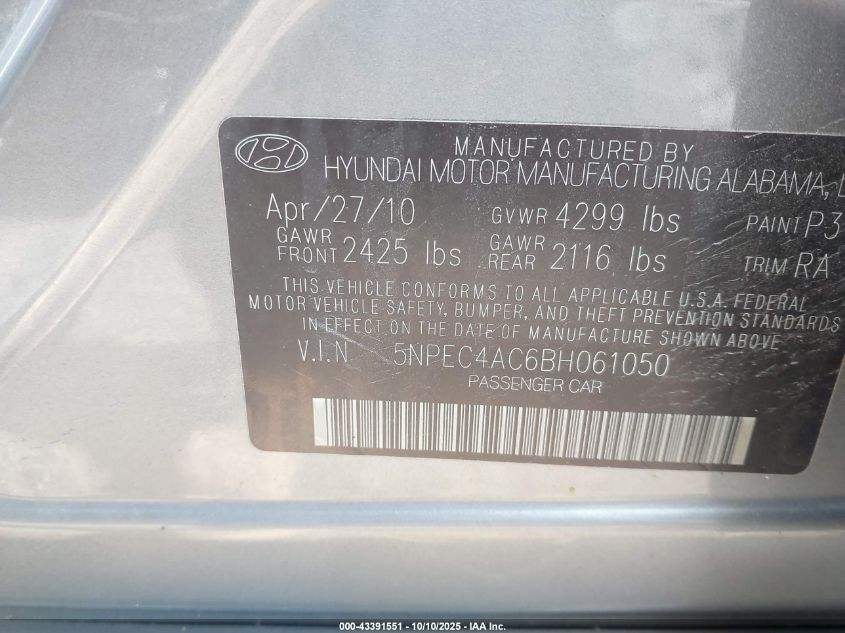 MANUFACTURED BY
HYUNDAI MOTOR MANUFACTURING ALABAMA, L
Apr/27/10 GVWR 4299 lbs PAINT P3
GAWR FRONT 2425 lbs GAWR REAR 2116 lbs TRIM RA
THIS VEHICLE CONFORMS TO ALL APPLICABLE U.S.A. FEDERAL
MOTOR VEHICLE SAFETY, BUMPER, AND THEFT PREVENTION STANDARDS
IN EFFECT ON THE DATE OF MANUFACTURE SHOWN ABOVE
V.I.N 5NPEC4AC6BH061050
PASSENGER CAR
000-43391551 - 10/10/2025 - IAA Inc.